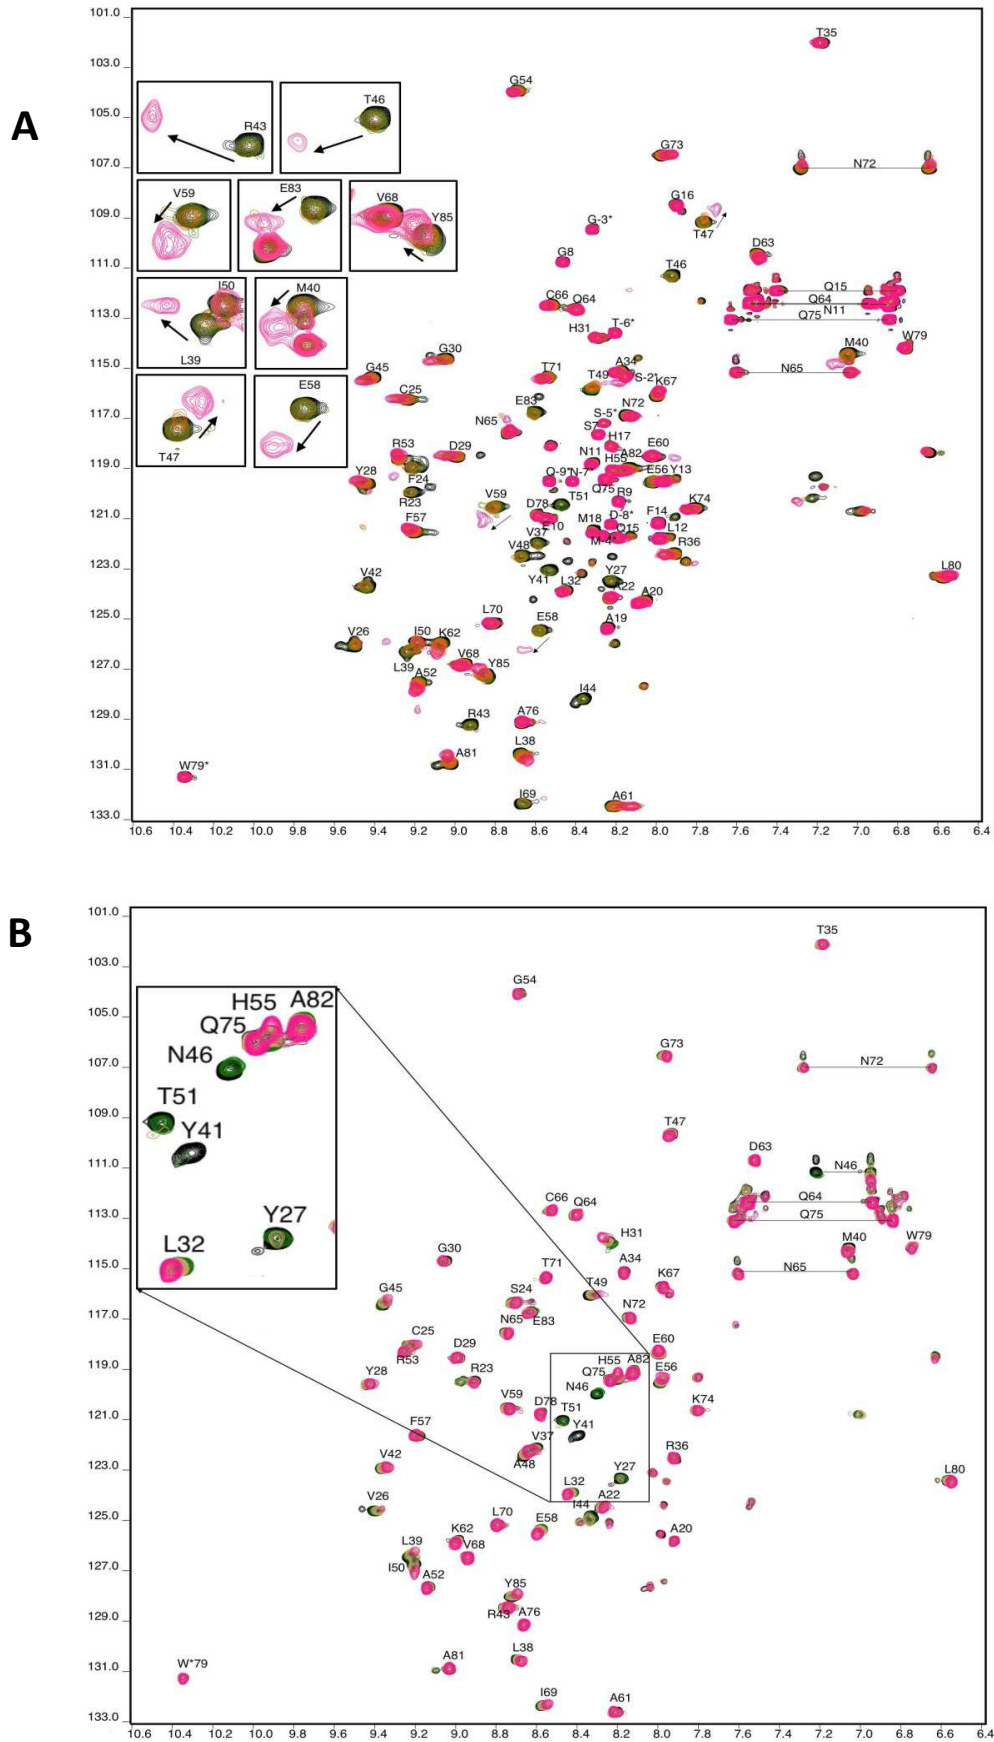 A
101.0
103.0
105.0
107.0
109.0
111.0
113.0
115.0
117.0
119.0
121.0
123.0
125.0
127.0
129.0
131.0
133.0
T35
G54
R43
T46
G73
N72
V59
E83
V68
Y85
G16
G-3*
T47
D63
G8
T46
I50
M40
L39
C66
Q64
Q15
Q64
N11
Q75
H31
T-6*
W79
M40
G30
G45
T71
A34
T49
S-2*
K67
N65
C25
E83
N72
S-5*
S7
E58
T47
N65
H17
R53
D29
N11
H55
A82
E60
Y28
F24
Q-9*
N-7*
E56
Y13
R23
Q75
R9
V59
D78
T51
K74
F57
E10
M18
D-8*
F14
M-4*
Q15
L12
V37
V48
R36
Y41
Y27
V42
L32
A22
A20
L80
L70
E58
A19
V26
I50
K62
L39
V68
Y85
A52
I44
R43
A76
L38
A81
W79*
I69
A61
10.6 10.4 10.2 10.0 9.8 9.6 9.4 9.2 9.0 8.8 8.6 8.4 8.2 8.0 7.8 7.6 7.4 7.2 7.0 6.8 6.6 6.4
B
101.0
103.0
105.0
107.0
109.0
111.0
113.0
115.0
117.0
119.0
121.0
123.0
125.0
127.0
129.0
131.0
133.0
T35
G54
H55
A82
Q75
N46
T51
Y41
Y27
L32
G73
N72
T47
D63
N46
C66
Q64
Q64
Q75
H31
M40
W79
G30
T71
A34
N65
G45
S24
T49
K67
E83
N72
N65
C25
R53
D29
E60
Y28
R23
H55
A82
Q75
E56
N46
V59
D78
T51
K74
F57
Y41
V37
A48
R36
V42
Y27
L32
L80
V26
I44
A22
L70
E58
K62
A20
L39
V68
I50
A52
Y85
R43
A76
L38
A81
W*79
I69
A61
10.6 10.4 10.2 10.0 9.8 9.6 9.4 9.2 9.0 8.8 8.6 8.4 8.2 8.0 7.8 7.6 7.4 7.2 7.0 6.8 6.6 6.4